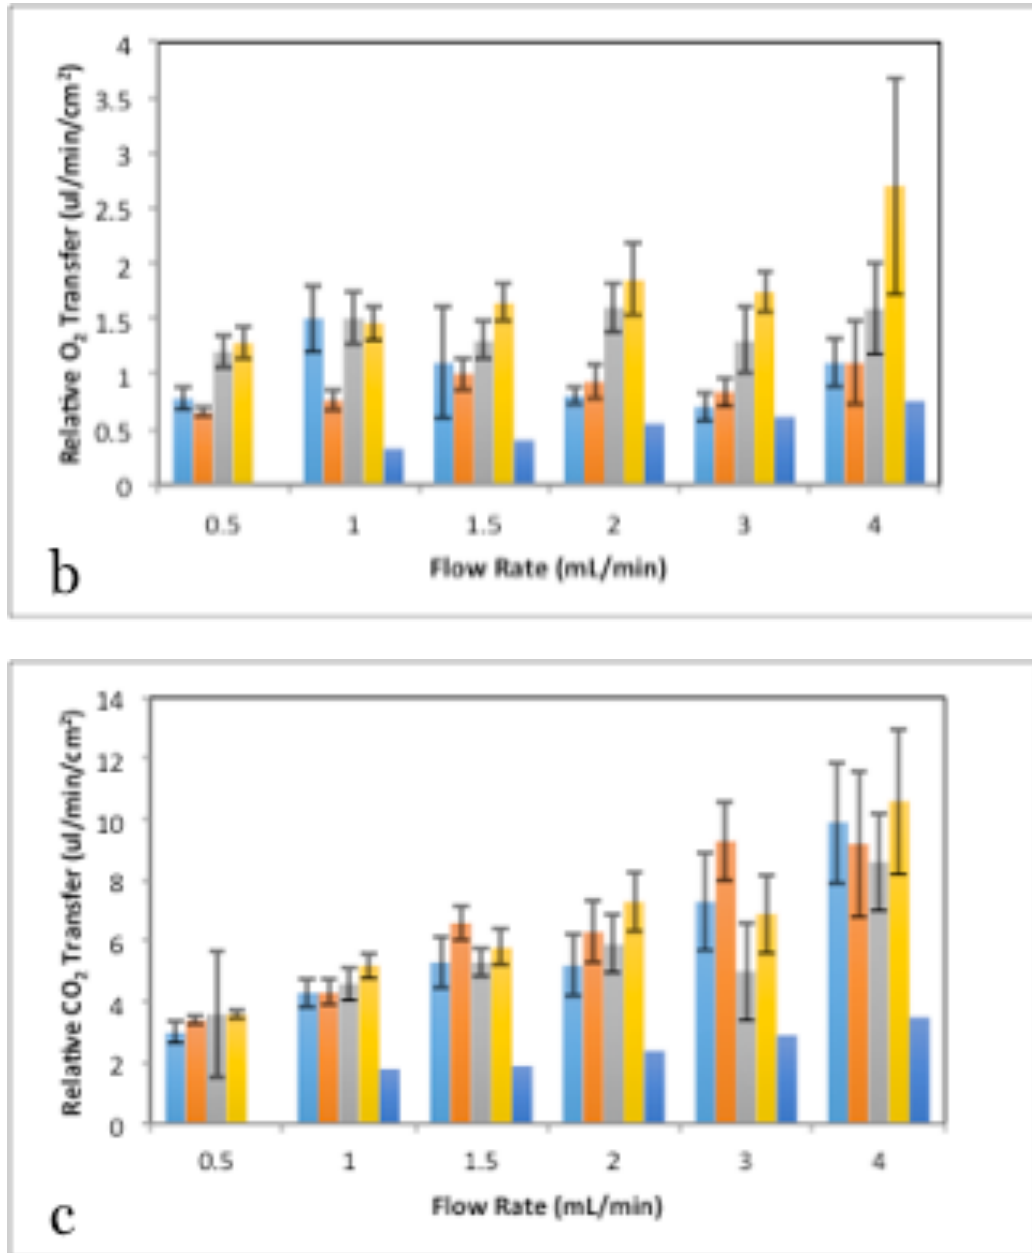 Relative O₂ Transfer (ul/min/cm²)
4
3.5
3
2.5
2
1.5
1
0.5
0
0.5 1 1.5 2 3 4
Flow Rate (mL/min)
b
Relative CO₂ Transfer (ul/min/cm²)
14
12
10
8
6
4
2
0
0.5 1 1.5 2 3 4
Flow Rate (mL/min)
c